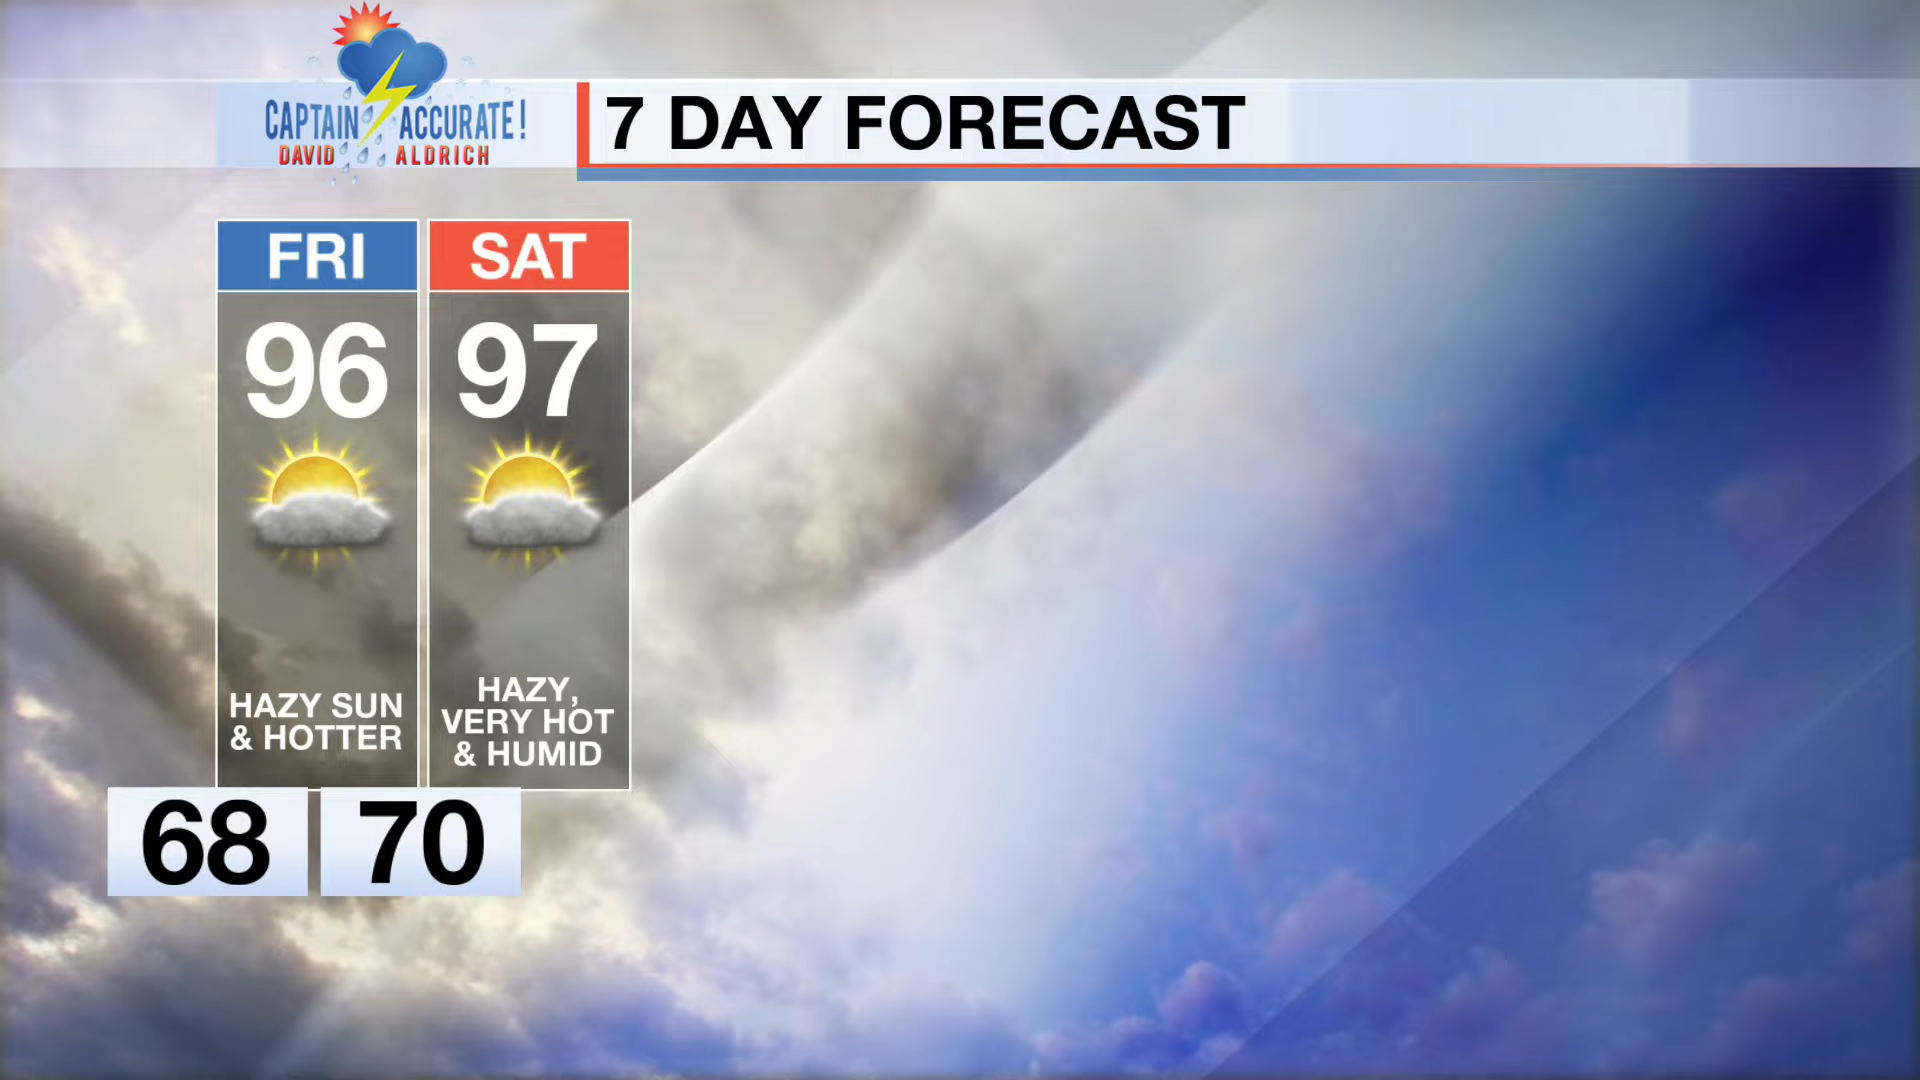 CAPTAIN ACCURATE!
DAVID ALDRICH
7 DAY FORECAST
FRI
96
HAZY SUN
& HOTTER
SAT
97
HAZY,
VERY HOT
& HUMID
68
70